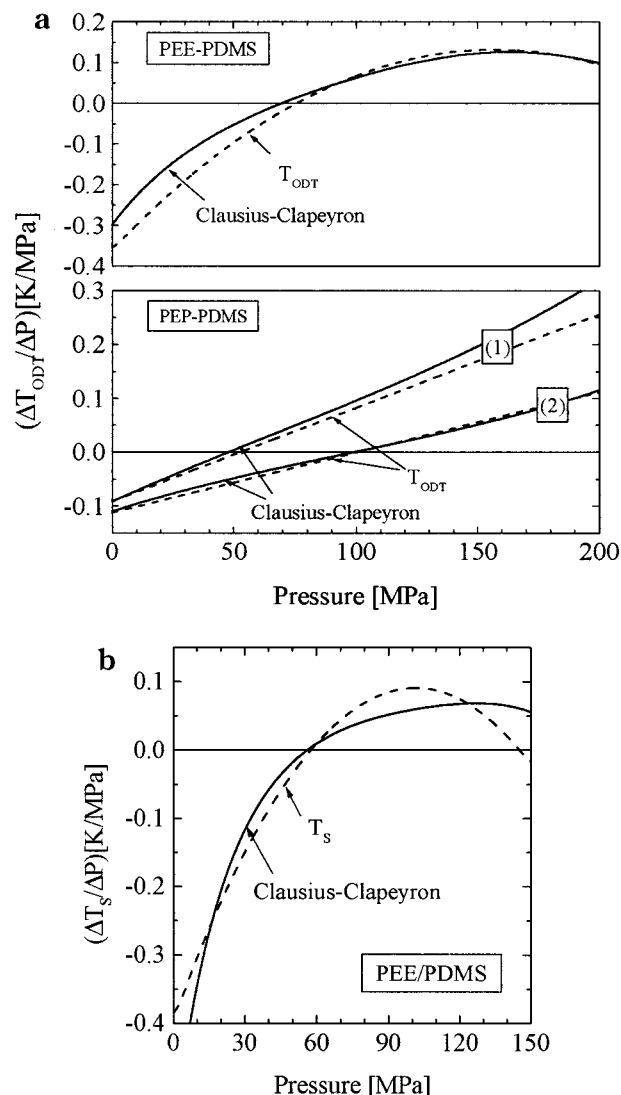 a
0.2
PEE-PDMS
0.1
0.0
-0.1
T_ODT
-0.2
Clausius-Clapeyron
-0.3
-0.4
(ΔT_ODT/ΔP)[K/MPa]
0.3
PEP-PDMS
0.2
(1)
0.1
(2)
0.0
T_ODT
Clausius-Clapeyron
-0.1
0 50 100 150 200
Pressure [MPa]
b
0.1
0.0
T_S
-0.1
Clausius-Clapeyron
(ΔT_S/ΔP)[K/MPa]
-0.2
-0.3
PEE/PDMS
-0.4
0 30 60 90 120 150
Pressure [MPa]